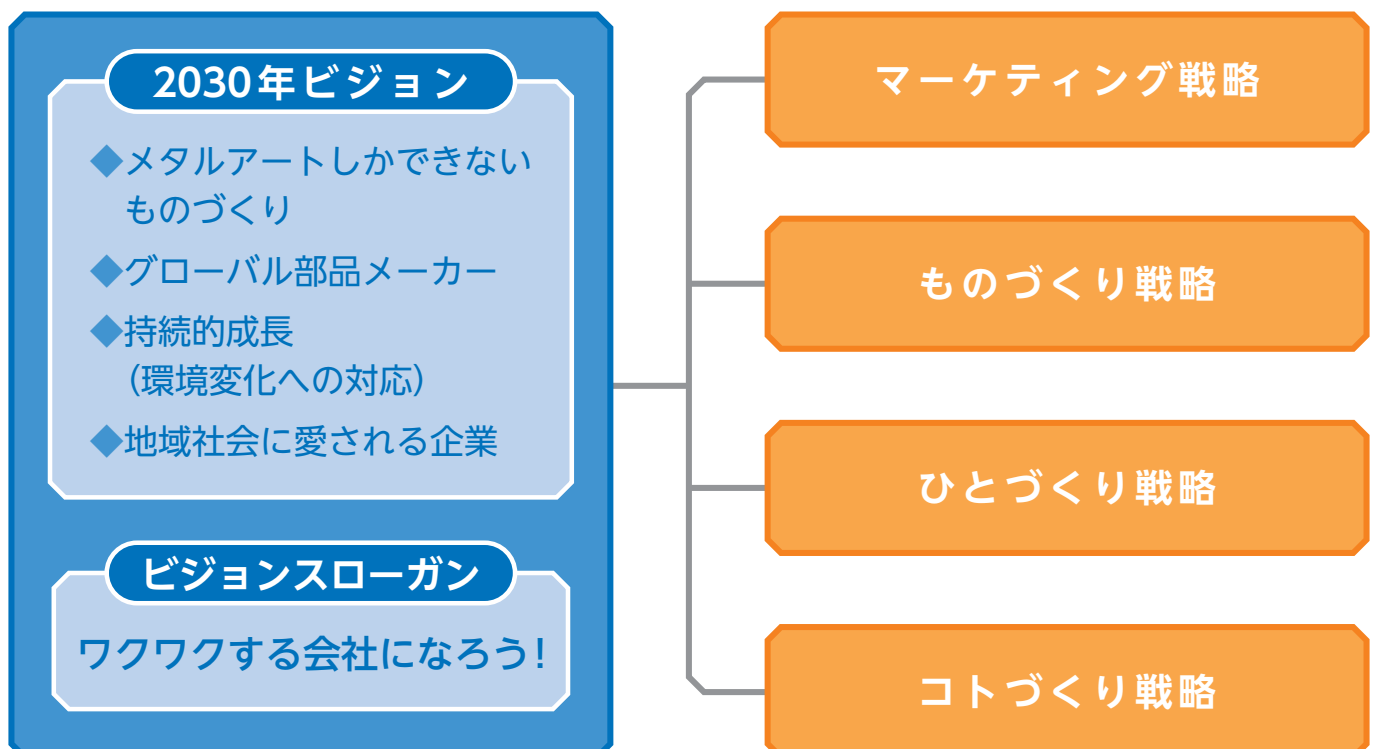 2030年ビジョン
◆メタルアートしかできない
ものづくり
◆グローバル部品メーカー
◆持続的成長
(環境変化への対応)
◆地域社会に愛される企業
ビジョンスローガン
ワクワクする会社になろう!
マーケティング戦略
ものづくり戦略
ひとづくり戦略
コトづくり戦略